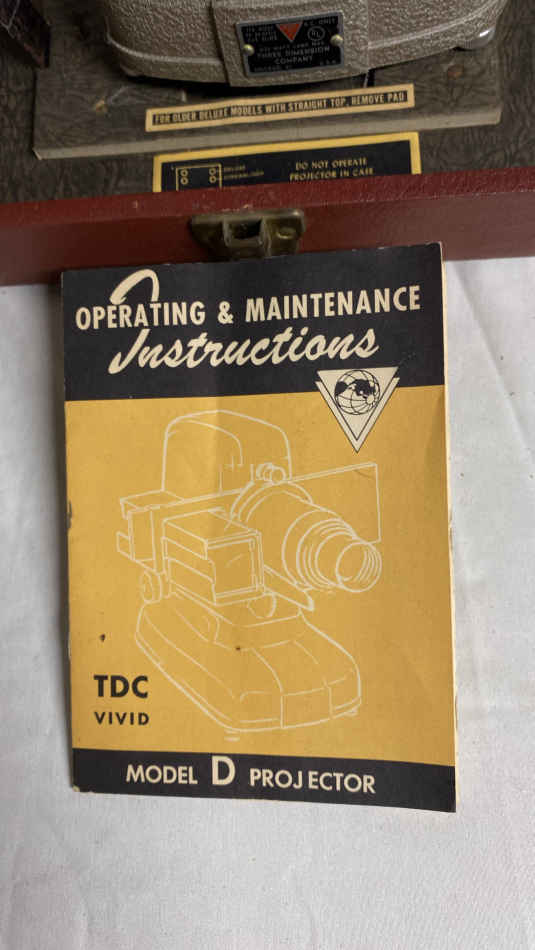 A.C. ONLY
THREE DIMENSION
COMPANY
U.S.A.
FOR OLDER DELUXE MODELS WITH STRAIGHT TOP, REMOVE PAD
DO NOT OPERATE
PROJECTOR IN CASE
OPERATING & MAINTENANCE
Instructions
TDC
VIVID
MODEL D PROJECTOR